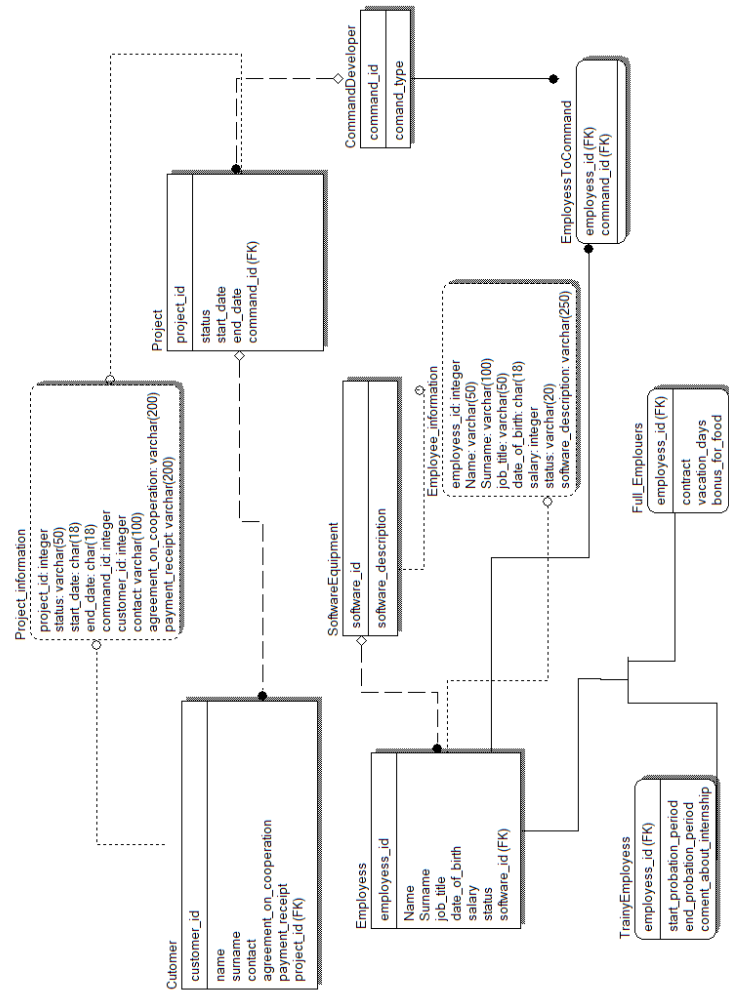 Cutomer
customer_id
name
surname
contact
agreement_on_cooperation
payment_receipt
project_id (FK)
Project_information
project_id: integer
status: varchar(50)
start_date: char(18)
end_date: char(18)
command_id: integer
customer_id: integer
contact: varchar(100)
agreement_on_cooperation: varchar(200)
payment_receipt: varchar(200)
Project
project_id
status
start_date
end_date
command_id (FK)
CommandDeveloper
command_id
comand_type
Employess
employess_id
Name
Surname
job_title
date_of_birth
salary
status
software_id (FK)
SoftwareEquipment
software_id
software_description
Employee_information
employess_id: integer
Name: varchar(50)
Surname: varchar(100)
job_title: varchar(50)
date_of_birth: char(18)
salary: integer
status: varchar(20)
software_description: varchar(250)
EmployessToCommand
employess_id (FK)
command_id (FK)
TrainyEmployess
employess_id (FK)
start_probation_period
end_probation_period
coment_about_internship
Full_Emplouers
employess_id (FK)
contract
vacation_days
bonus_for_food